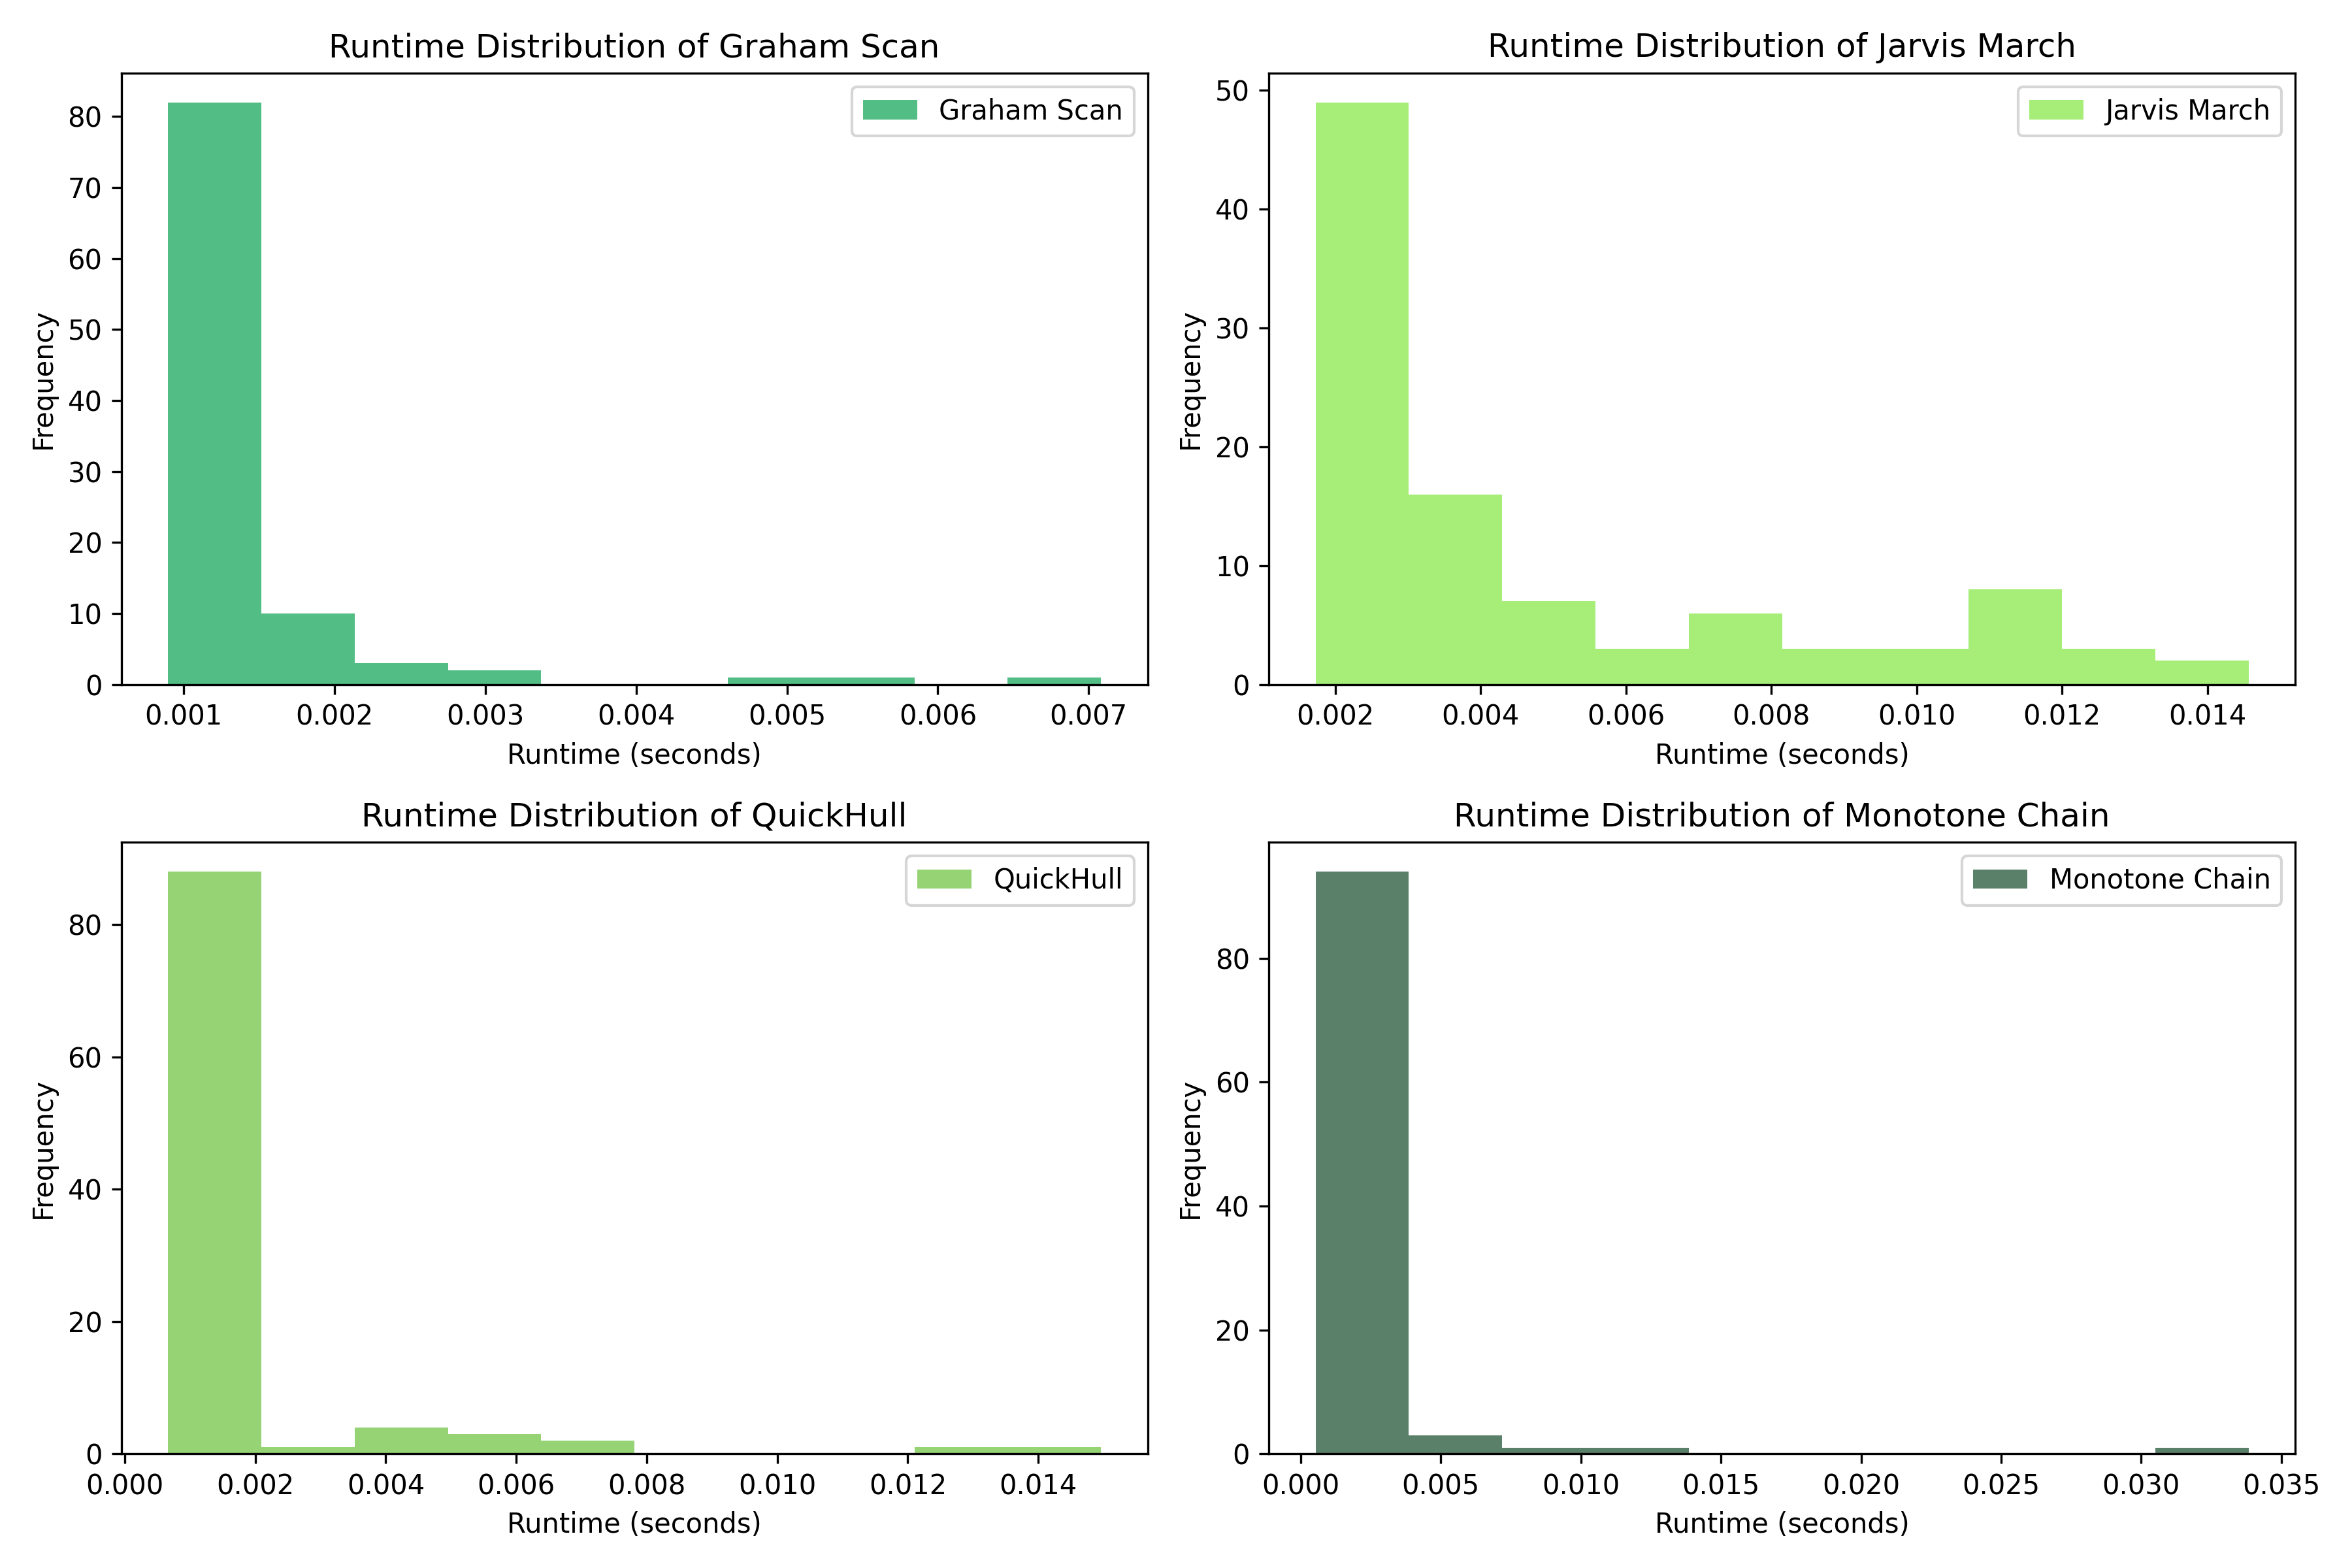 Runtime Distribution of Graham Scan
Graham Scan
Frequency
80
70
60
50
40
30
20
10
0
0.001 0.002 0.003 0.004 0.005 0.006 0.007
Runtime (seconds)
Runtime Distribution of Jarvis March
Jarvis March
Frequency
50
40
30
20
10
0
0.002 0.004 0.006 0.008 0.010 0.012 0.014
Runtime (seconds)
Runtime Distribution of QuickHull
QuickHull
Frequency
80
60
40
20
0
0.000 0.002 0.004 0.006 0.008 0.010 0.012 0.014
Runtime (seconds)
Runtime Distribution of Monotone Chain
Monotone Chain
Frequency
80
60
40
20
0
0.000 0.005 0.010 0.015 0.020 0.025 0.030 0.035
Runtime (seconds)